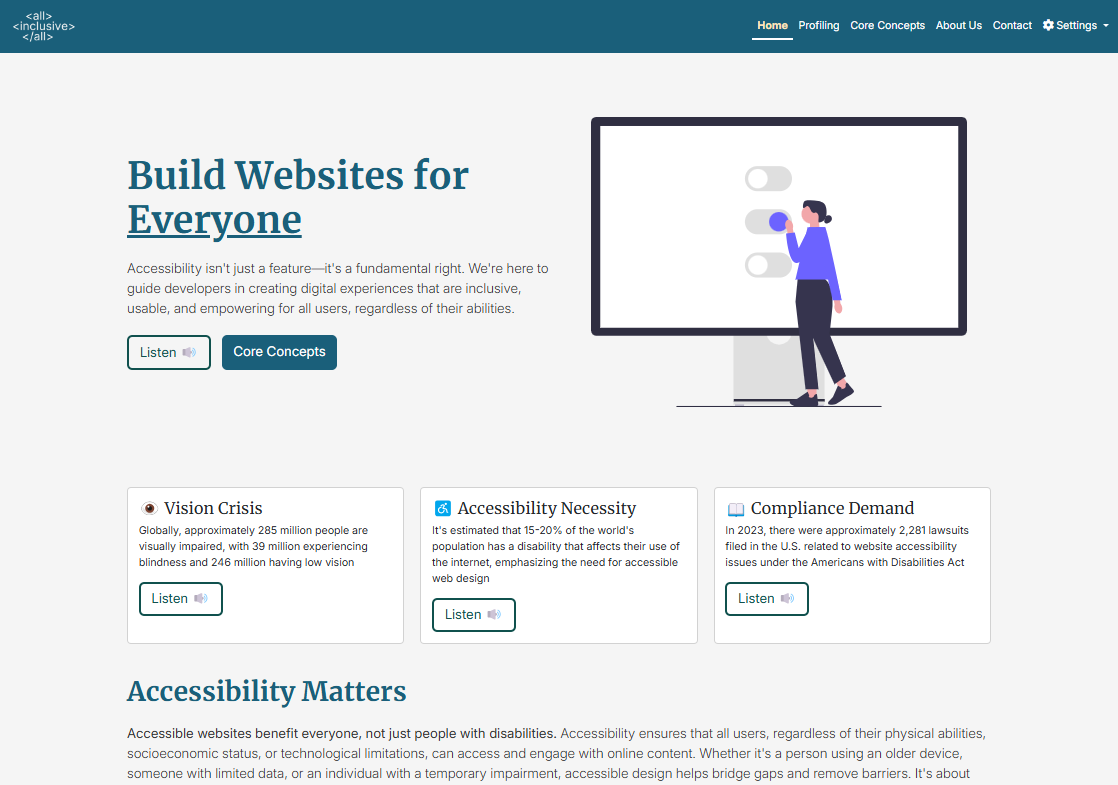 <all>
<inclusive>
</all>
Home Profiling Core Concepts About Us Contact Settings
Build Websites for
Everyone
Accessibility isn't just a feature—it's a fundamental right. We're here to
guide developers in creating digital experiences that are inclusive,
usable, and empowering for all users, regardless of their abilities.
Listen Core Concepts
Vision Crisis
Globally, approximately 285 million people are
visually impaired, with 39 million experiencing
blindness and 246 million having low vision
Listen
Accessibility Necessity
It's estimated that 15-20% of the world's
population has a disability that affects their use of
the internet, emphasizing the need for accessible
web design
Listen
Compliance Demand
In 2023, there were approximately 2,281 lawsuits
filed in the U.S. related to website accessibility
issues under the Americans with Disabilities Act
Listen
Accessibility Matters
Accessible websites benefit everyone, not just people with disabilities. Accessibility ensures that all users, regardless of their physical abilities,
socioeconomic status, or technological limitations, can access and engage with online content. Whether it's a person using an older device,
someone with limited data, or an individual with a temporary impairment, accessible design helps bridge gaps and remove barriers. It's about